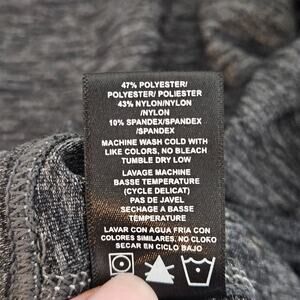 47% POLYESTER/
POLYESTER/ POLIESTER
43% NYLON/NYLON
/NYLON
10% SPANDEX/SPANDEX
/SPANDEX
MACHINE WASH COLD WITH
LIKE COLORS, NO BLEACH
TUMBLE DRY LOW
LAVAGE MACHINE
BASSE TEMPERATURE
(CYCLE DELICAT)
PAS DE JAVEL
SECHAGE A BASSE
TEMPERATURE
LAVAR CON AGUA FRIA CON
COLORES SIMILARES, NO CLOKO
SECAR EN CICLO BAJO